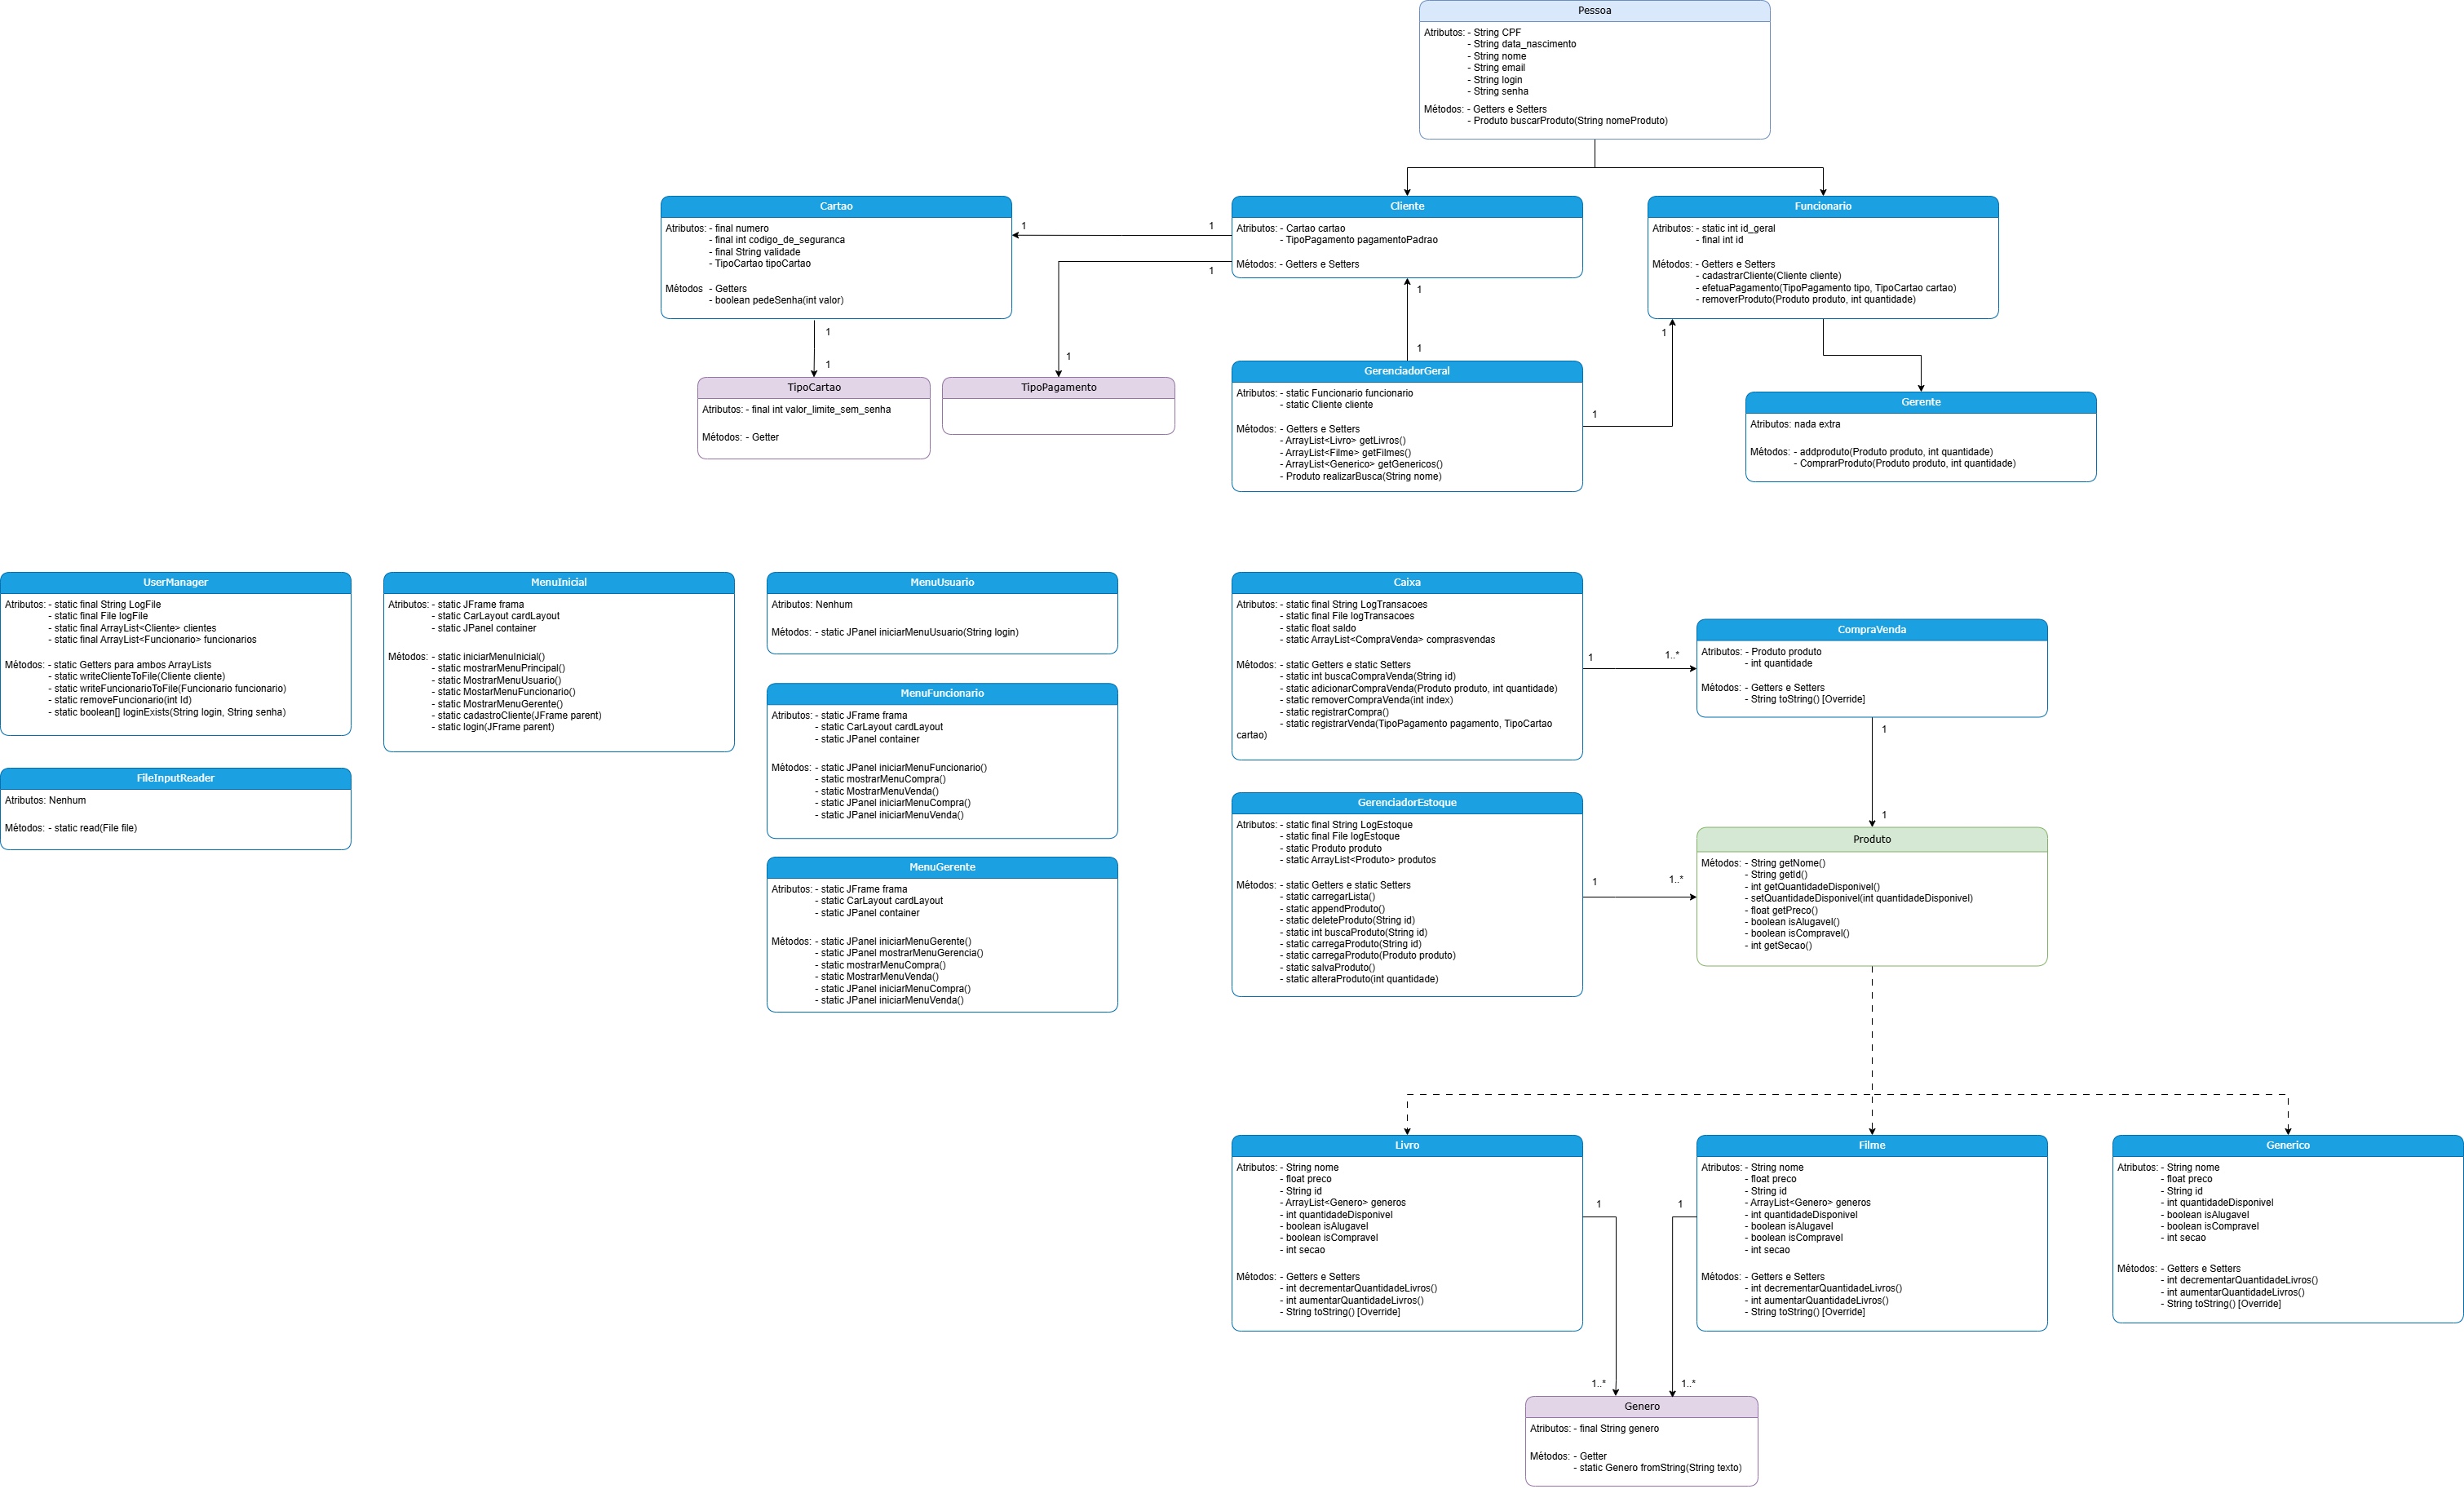 Pessoa
Atributos: - String CPF
- String data_nascimento
- String nome
- String email
- String login
- String senha
Métodos: - Getters e Setters
- Produto buscarProduto(String nomeProduto)
Cartao
Atributos: - final numero
- final int codigo_de_seguranca
- final String validade
- TipoCartao tipoCartao
Métodos - Getters
- boolean pedeSenha(int valor)
1
1
Cliente
Atributos: - Cartao cartao
- TipoPagamento pagamentoPadrao
Métodos: - Getters e Setters
1
1
Funcionario
Atributos: - static int id_geral
- final int id
Métodos: - Getters e Setters
- cadastrarCliente(Cliente cliente)
- efetuaPagamento(TipoPagamento tipo, TipoCartao cartao)
- removerProduto(Produto produto, int quantidade)
1
1
1
1
1
TipoCartao
Atributos: - final int valor_limite_sem_senha
Métodos: - Getter
TipoPagamento
GerenciadorGeral
Atributos: - static Funcionario funcionario
- static Cliente cliente
Métodos: - Getters e Setters
- ArrayList<Livro> getLivros()
- ArrayList<Filme> getFilmes()
- ArrayList<Generico> getGenericos()
- Produto realizarBusca(String nome)
1
Gerente
Atributos: nada extra
Métodos: - addproduto(Produto produto, int quantidade)
- ComprarProduto(Produto produto, int quantidade)
UserManager
Atributos: - static final String LogFile
- static final File logFile
- static final ArrayList<Cliente> clientes
- static final ArrayList<Funcionario> funcionarios
Métodos: - static Getters para ambos ArrayLists
- static writeClienteToFile(Cliente cliente)
- static writeFuncionarioToFile(Funcionario funcionario)
- static removeFuncionario(int Id)
- static boolean[] loginExists(String login, String senha)
MenuInicial
Atributos: - static JFrame frama
- static CarLayout cardLayout
- static JPanel container
Métodos: - static iniciarMenuInicial()
- static mostrarMenuPrincipal()
- static MostrarMenuUsuario()
- static MostarMenuFuncionario()
- static MostrarMenuGerente()
- static cadastroCliente(JFrame parent)
- static login(JFrame parent)
MenuUsuario
Atributos: Nenhum
Métodos: - static JPanel iniciarMenuUsuario(String login)
MenuFuncionario
Atributos: - static JFrame frama
- static CarLayout cardLayout
- static JPanel container
Métodos: - static JPanel iniciarMenuFuncionario()
- static mostrarMenuCompra()
- static MostrarMenuVenda()
- static JPanel iniciarMenuCompra()
- static JPanel iniciarMenuVenda()
Caixa
Atributos: - static final String LogTransacoes
- static final File logTransacoes
- static float saldo
- static ArrayList<CompraVenda> comprasvendas
Métodos: - static Getters e static Setters
- static int buscaCompraVenda(String id)
- static adicionarCompraVenda(Produto produto, int quantidade)
- static removerCompraVenda(int index)
- static registrarCompra()
- static registrarVenda(TipoPagamento pagamento, TipoCartao
cartao)
1
1..*
CompraVenda
Atributos: - Produto produto
- int quantidade
Métodos: - Getters e Setters
- String toString() [Override]
1
1
FileInputReader
Atributos: Nenhum
Métodos: - static read(File file)
MenuGerente
Atributos: - static JFrame frama
- static CarLayout cardLayout
- static JPanel container
Métodos: - static JPanel iniciarMenuGerente()
- static JPanel mostrarMenuGerencia()
- static mostrarMenuCompra()
- static MostrarMenuVenda()
- static JPanel iniciarMenuCompra()
- static JPanel iniciarMenuVenda()
GerenciadorEstoque
Atributos: - static final String LogEstoque
- static final File logEstoque
- static Produto produto
- static ArrayList<Produto> produtos
Métodos: - static Getters e static Setters
- static carregarLista()
- static appendProduto()
- static deleteProduto(String id)
- static int buscaProduto(String id)
- static carregaProduto(String id)
- static carregaProduto(Produto produto)
- static salvaProduto()
- static alteraProduto(int quantidade)
1
1..*
Produto
Métodos: - String getNome()
- String getId()
- int getQuantidadeDisponivel()
- setQuantidadeDisponivel(int quantidadeDisponivel)
- float getPreco()
- boolean isAlugavel()
- boolean isCompravel()
- int getSecao()
Livro
Atributos: - String nome
- float preco
- String id
- ArrayList<Genero> generos
- int quantidadeDisponivel
- boolean isAlugavel
- boolean isCompravel
- int secao
Métodos: - Getters e Setters
- int decrementarQuantidadeLivros()
- int aumentarQuantidadeLivros()
- String toString() [Override]
1
1
Filme
Atributos: - String nome
- float preco
- String id
- ArrayList<Genero> generos
- int quantidadeDisponivel
- boolean isAlugavel
- boolean isCompravel
- int secao
Métodos: - Getters e Setters
- int decrementarQuantidadeLivros()
- int aumentarQuantidadeLivros()
- String toString() [Override]
Generico
Atributos: - String nome
- float preco
- String id
- int quantidadeDisponivel
- boolean isAlugavel
- boolean isCompravel
- int secao
Métodos: - Getters e Setters
- int decrementarQuantidadeLivros()
- int aumentarQuantidadeLivros()
- String toString() [Override]
1..*
1..*
Genero
Atributos: - final String genero
Métodos: - Getter
- static Genero fromString(String texto)